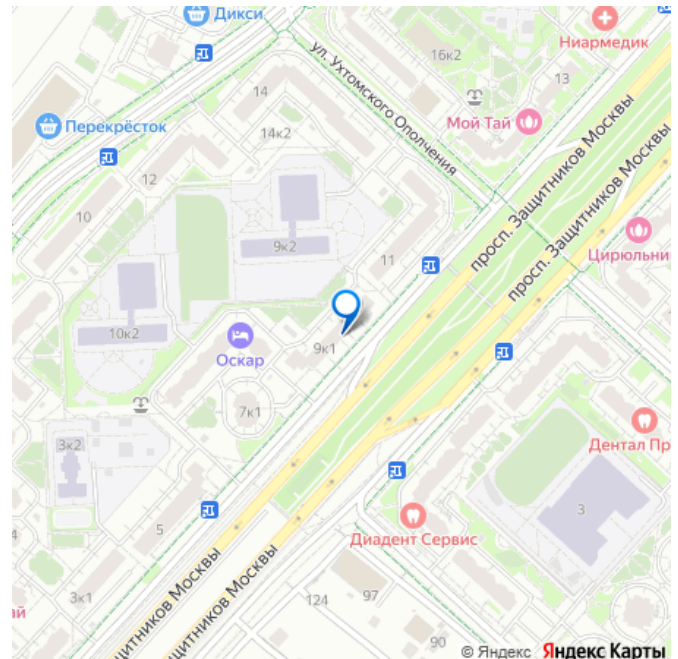 Дикси
Ниармедик
16к2
ул. Ухтомского Ополчения
13
14
Мой Тай
Перекрёсток
14к2
просп. Защитников Москвы
просп. Защитников Москвы
12
10
Цирюльни
9к2
11
10к2
9к1
Оскар
7к1
3к2
Дентал Пр
3
5
Диадент Сервис
4
3к1
ай
щитников Москвы
щитников Москвы
124
97
90
© Яндекс Яндекс Карты